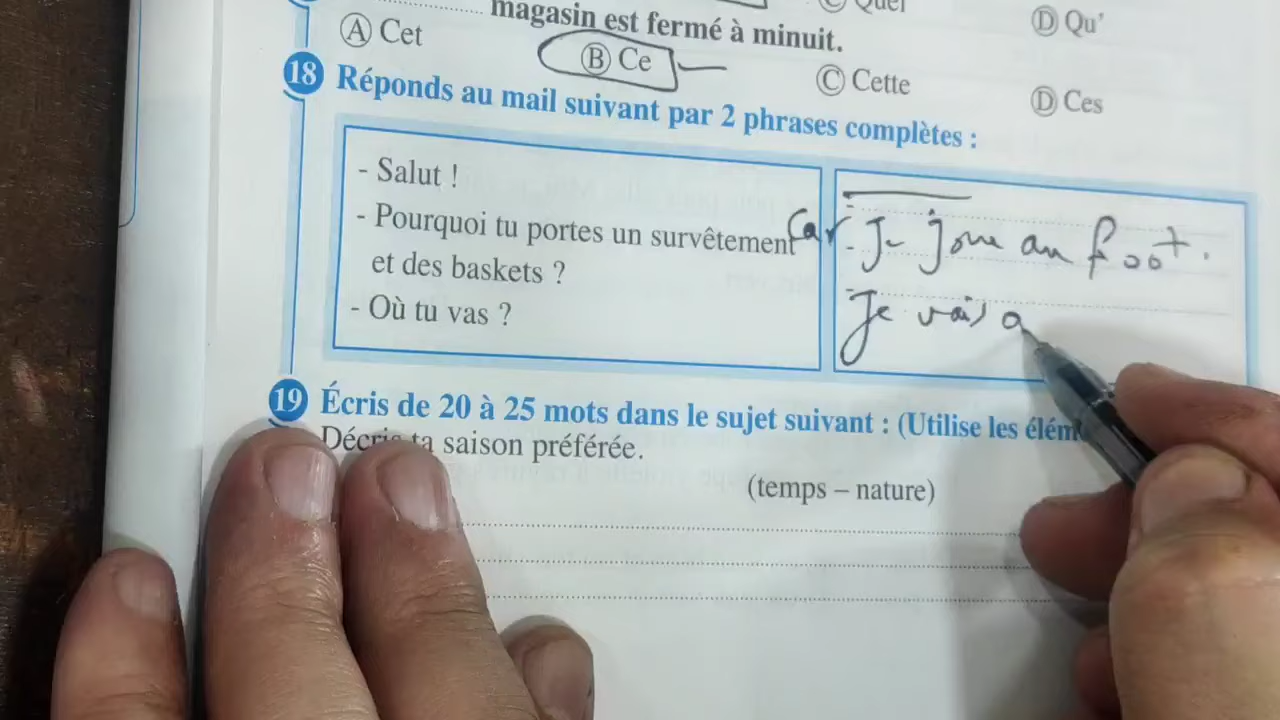 Quel
Ⓓ Qu'
magasin est fermé à minuit.
Ⓐ Cet
Ⓑ Ce
Ⓒ Cette
Ⓓ Ces
18 Réponds au mail suivant par 2 phrases complètes :
- Salut !
- Pourquoi tu portes un survêtement
et des baskets ?
- Où tu vas ?
Car Je joue au foot.
Je vais a
19 Écris de 20 à 25 mots dans le sujet suivant : (Utilise les élém
Décris ta saison préférée.
(temps – nature)